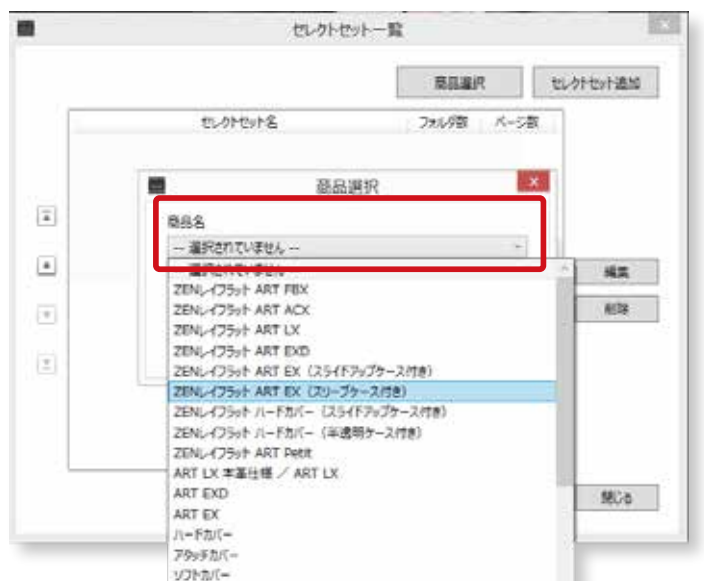 セレクトセット一覧
商品選択 セレクトセット追加
セレクトセット名 フォルダ数 ページ数
商品選択
商品名
--- 選択されていません ---
--- 選択されていません ---
ZENレイフラット ART FBX
ZENレイフラット ART ACX
ZENレイフラット ART LX
ZENレイフラット ART EXD
ZENレイフラット ART EX（スライドアップケース付き）
ZENレイフラット ART EX（スリーブケース付き）
ZENレイフラット ハードカバー（スライドアップケース付き）
ZENレイフラット ハードカバー（半透明ケース付き）
ZENレイフラット ART Petit
ART LX 本革仕様 ／ ART LX
ART EXD
ART EX
ハードカバー
アタッチカバー
ソフトカバー
編集
削除
閉じる